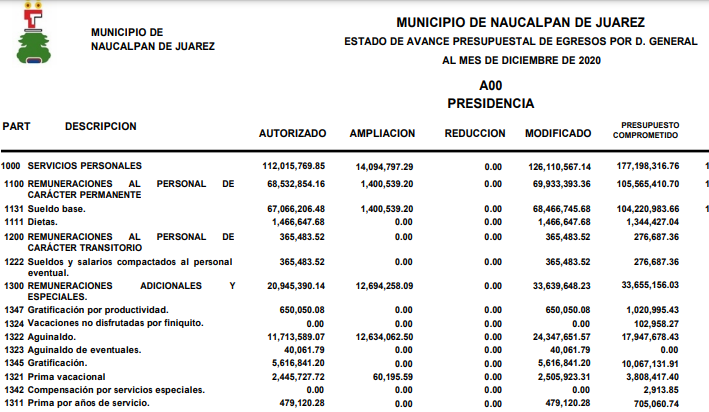 MUNICIPIO DE
NAUCALPAN DE JUAREZ
MUNICIPIO DE NAUCALPAN DE JUAREZ
ESTADO DE AVANCE PRESUPUESTAL DE EGRESOS POR D. GENERAL
AL MES DE DICIEMBRE DE 2020
A00
PRESIDENCIA
PART DESCRIPCION AUTORIZADO AMPLIACION REDUCCION MODIFICADO PRESUPUESTO COMPROMETIDO
1000 SERVICIOS PERSONALES 112,015,769.85 14,094,797.29 0.00 126,110,567.14 177,198,316.76 1
1100 REMUNERACIONES AL PERSONAL DE 68,532,854.16 1,400,539.20 0.00 69,933,393.36 105,565,410.70 1
CARÁCTER PERMANENTE
1131 Sueldo base. 67,066,206.48 1,400,539.20 0.00 68,466,745.68 104,220,983.66 1
1111 Dietas. 1,466,647.68 0.00 0.00 1,466,647.68 1,344,427.04
1200 REMUNERACIONES AL PERSONAL DE 365,483.52 0.00 0.00 365,483.52 276,687.36
CARÁCTER TRANSITORIO
1222 Sueldos y salarios compactados al personal 365,483.52 0.00 0.00 365,483.52 276,687.36
eventual.
1300 REMUNERACIONES ADICIONALES Y 20,945,390.14 12,694,258.09 0.00 33,639,648.23 33,655,156.03
ESPECIALES.
1347 Gratificación por productividad. 650,050.08 0.00 0.00 650,050.08 1,020,995.43
1324 Vacaciones no disfrutadas por finiquito. 0.00 0.00 0.00 0.00 102,958.27
1322 Aguinaldo. 11,713,589.07 12,634,062.50 0.00 24,347,651.57 17,947,678.43
1323 Aguinaldo de eventuales. 40,061.79 0.00 0.00 40,061.79 0.00
1345 Gratificación. 5,616,841.20 0.00 0.00 5,616,841.20 10,067,131.91
1321 Prima vacacional 2,445,727.72 60,195.59 0.00 2,505,923.31 3,808,417.40
1342 Compensación por servicios especiales. 0.00 0.00 0.00 0.00 2,913.85
1311 Prima por años de servicio. 479,120.28 0.00 0.00 479,120.28 705,060.74